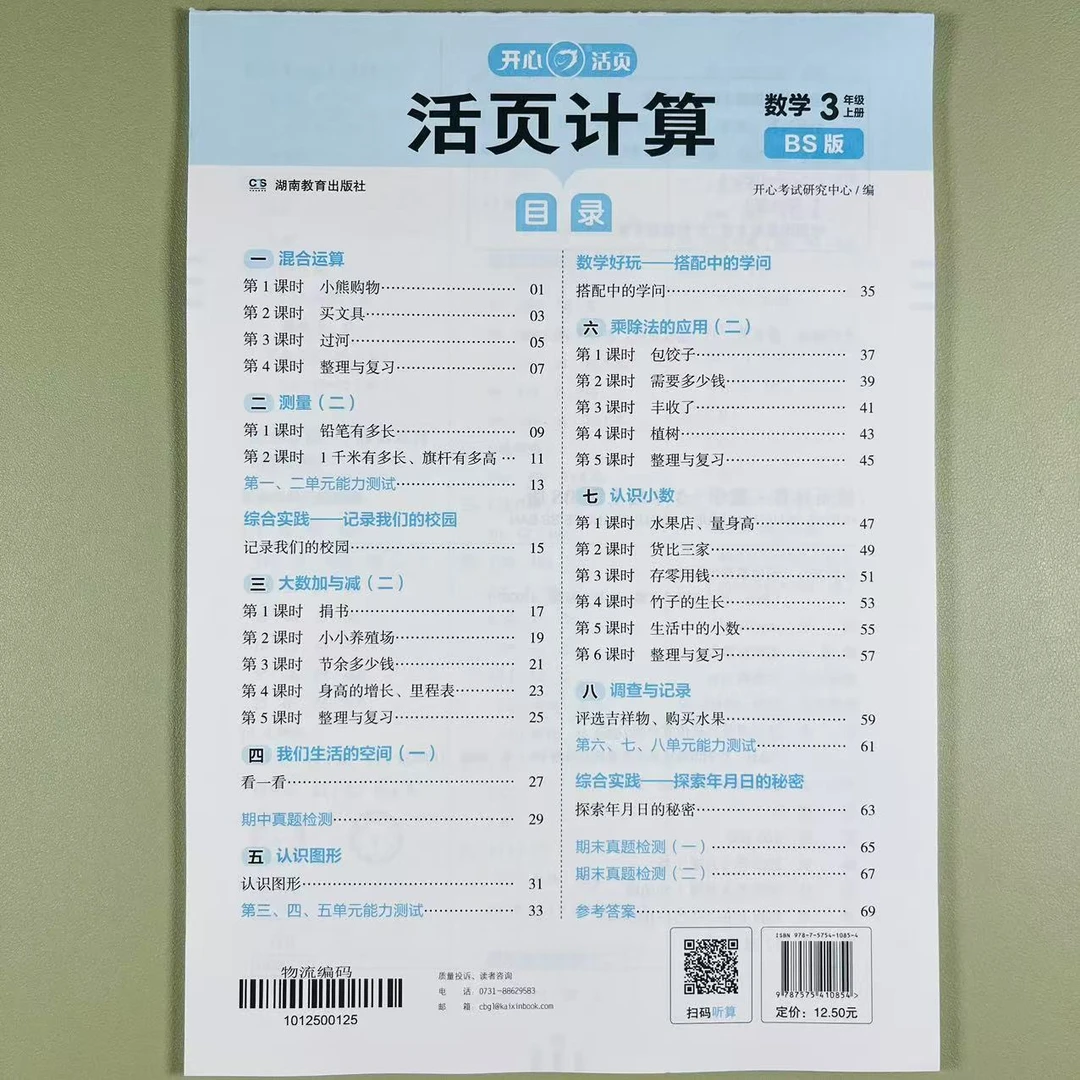 开心 活页
活页计算 数学 3 年级上册
BS 版
湖南教育出版社
开心考试研究中心 / 编
目 录
一 混合运算
第 1 课时 小熊购物 01
第 2 课时 买文具 03
第 3 课时 过河 05
第 4 课时 整理与复习 07
二 测量（二）
第 1 课时 铅笔有多长 09
第 2 课时 1 千米有多长、旗杆有多高 11
第一、二单元能力测试 13
综合实践——记录我们的校园
记录我们的校园 15
三 大数加与减（二）
第 1 课时 捐书 17
第 2 课时 小小养殖场 19
第 3 课时 节余多少钱 21
第 4 课时 身高的增长、里程表 23
第 5 课时 整理与复习 25
四 我们生活的空间（一）
看一看 27
期中真题检测 29
五 认识图形
认识图形 31
第三、四、五单元能力测试 33
数学好玩——搭配中的学问
搭配中的学问 35
六 乘除法的应用（二）
第 1 课时 包饺子 37
第 2 课时 需要多少钱 39
第 3 课时 丰收了 41
第 4 课时 植树 43
第 5 课时 整理与复习 45
七 认识小数
第 1 课时 水果店、量身高 47
第 2 课时 货比三家 49
第 3 课时 存零用钱 51
第 4 课时 竹子的生长 53
第 5 课时 生活中的小数 55
第 6 课时 整理与复习 57
八 调查与记录
评选吉祥物、购买水果 59
第六、七、八单元能力测试 61
综合实践——探索年月日的秘密
探索年月日的秘密 63
期末真题检测（一） 65
期末真题检测（二） 67
参考答案 69
物流编码
1012500125
质量投诉、读者咨询
电 话：0731-88629583
邮 箱：cbgl@kaixinbook.com
扫码听算
ISBN 978-7-5754-1085-4
9 787575 410854 >
定价：12.50元